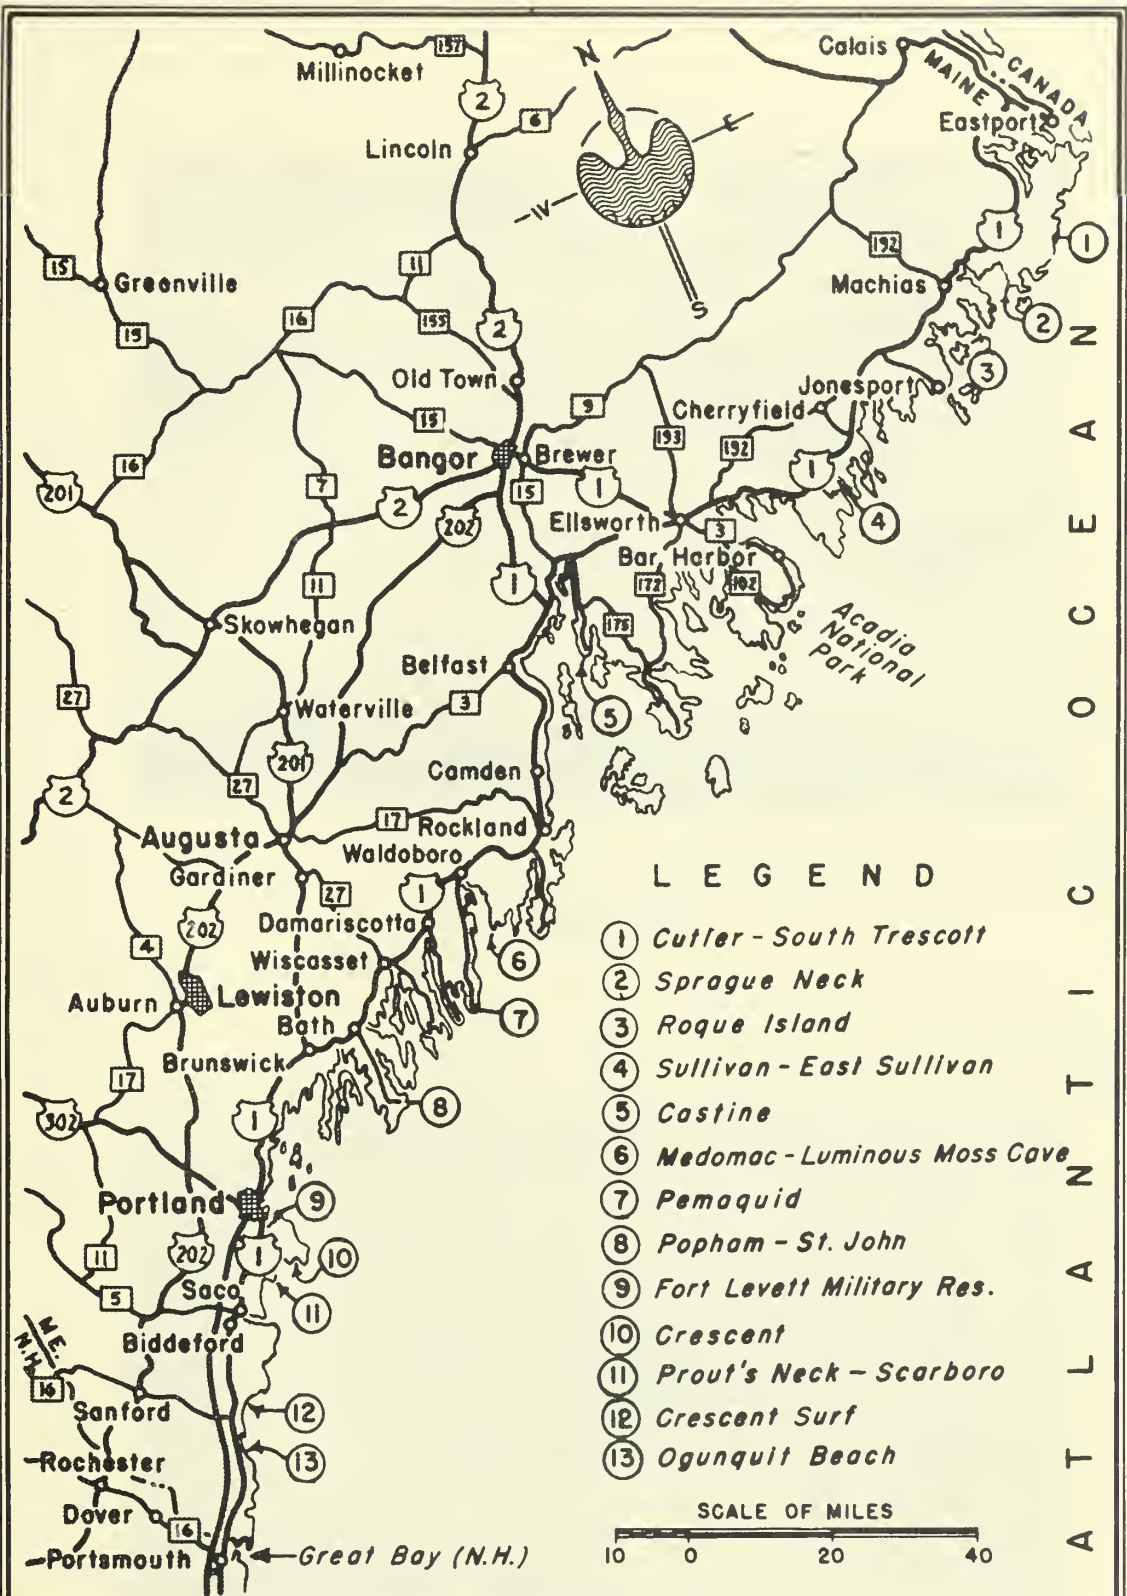 Millinocket
157
2
Lincoln
6
N
E
W
S
Calais
MAINE
CANADA
Eastport
1
1
192
Machias
2
15
Greenville
11
15
16
155
2
Old Town
3
Jonesport
9
Cherryfield
15
193
192
Bangor
Brewer
16
201
7
2
202
15
1
1
Ellsworth
3
4
Bar Harbor
11
1
172
102
Skowhegan
175
Acadia
National
Park
Belfast
27
Waterville
3
5
201
2
27
Camden
Augusta
17
Rockland
Waldoboro
Gardiner
27
1
Damariscotta
202
4
Wiscasset
6
Auburn
Lewiston
7
Bath
Brunswick
17
302
1
8
Portland
9
11
202
1
10
Saco
5
11
Biddeford
ME.
N.H.
16
Sanford
12
Rochester
13
Dover
16
Portsmouth
Great Bay (N.H.)
ATLANTIC OCEAN
LEGEND
1 Cutler - South Trescott
2 Sprague Neck
3 Roque Island
4 Sullivan - East Sullivan
5 Castine
6 Medomac - Luminous Moss Cave
7 Pemaquid
8 Popham - St. John
9 Fort Levett Military Res.
10 Crescent
11 Prout's Neck - Scarboro
12 Crescent Surf
13 Ogunquit Beach
SCALE OF MILES
10 0 20 40